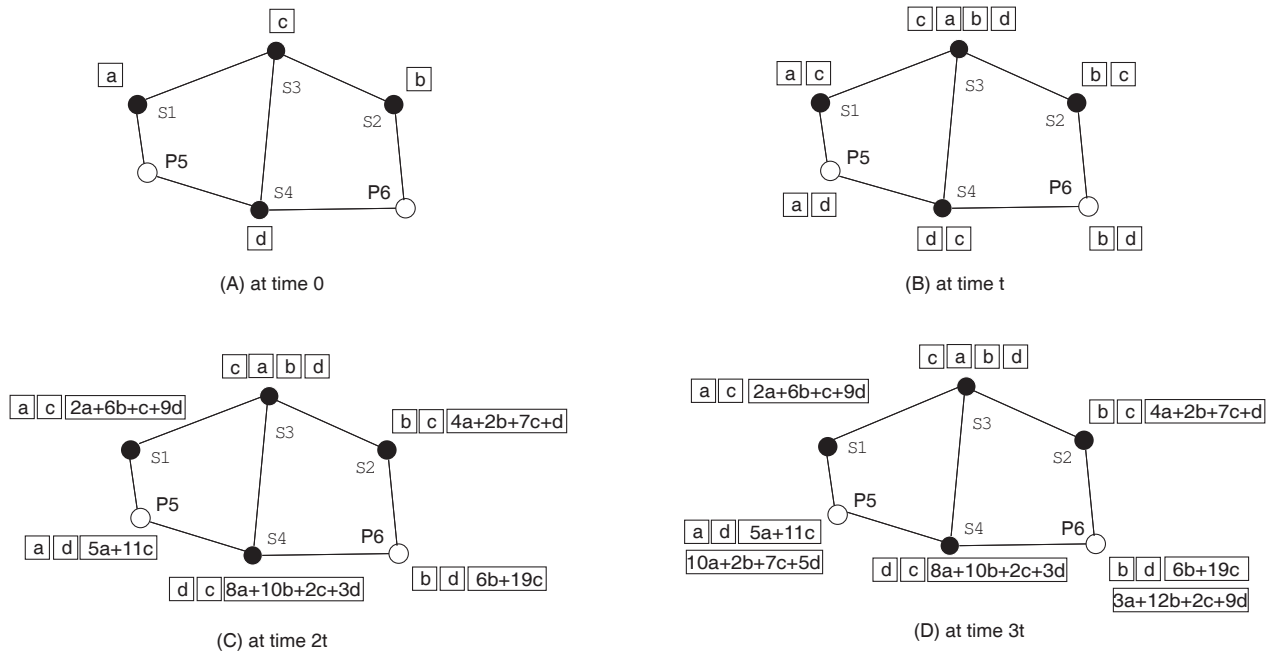 c
a
b
S1
S3
S2
P5
S4
P6
d
(A) at time 0
c a b d
a c
b c
S1
S3
S2
P5
S4
P6
a d
d c
b d
(B) at time t
c a b d
a c 2a+6b+c+9d
b c 4a+2b+7c+d
S3
S1
S2
P5
S4
P6
a d 5a+11c
d c 8a+10b+2c+3d
b d 6b+19c
(C) at time 2t
c a b d
a c 2a+6b+c+9d
b c 4a+2b+7c+d
S3
S1
S2
P5
S4
P6
a d 5a+11c
10a+2b+7c+5d
d c 8a+10b+2c+3d
b d 6b+19c
3a+12b+2c+9d
(D) at time 3t